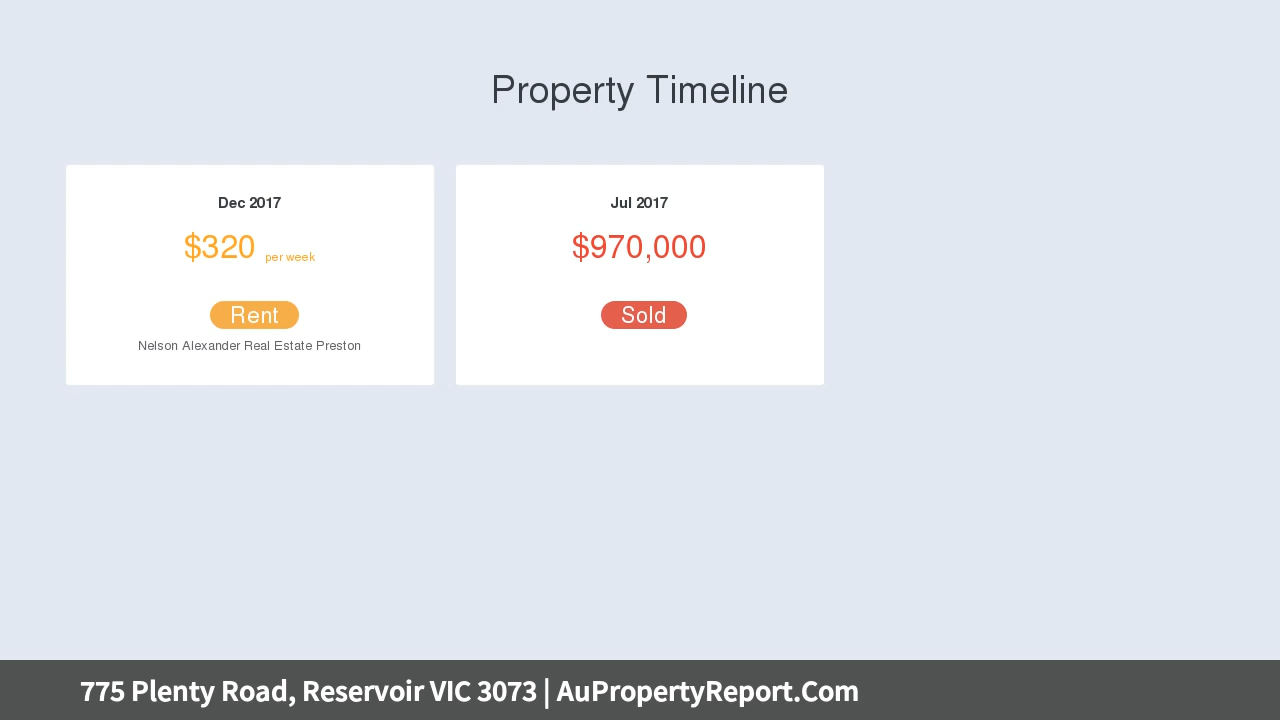 Property Timeline
Dec 2017
$320 per week
Rent
Nelson Alexander Real Estate Preston
Jul 2017
$970,000
Sold
775 Plenty Road, Reservoir VIC 3073 | AuPropertyReport.Com